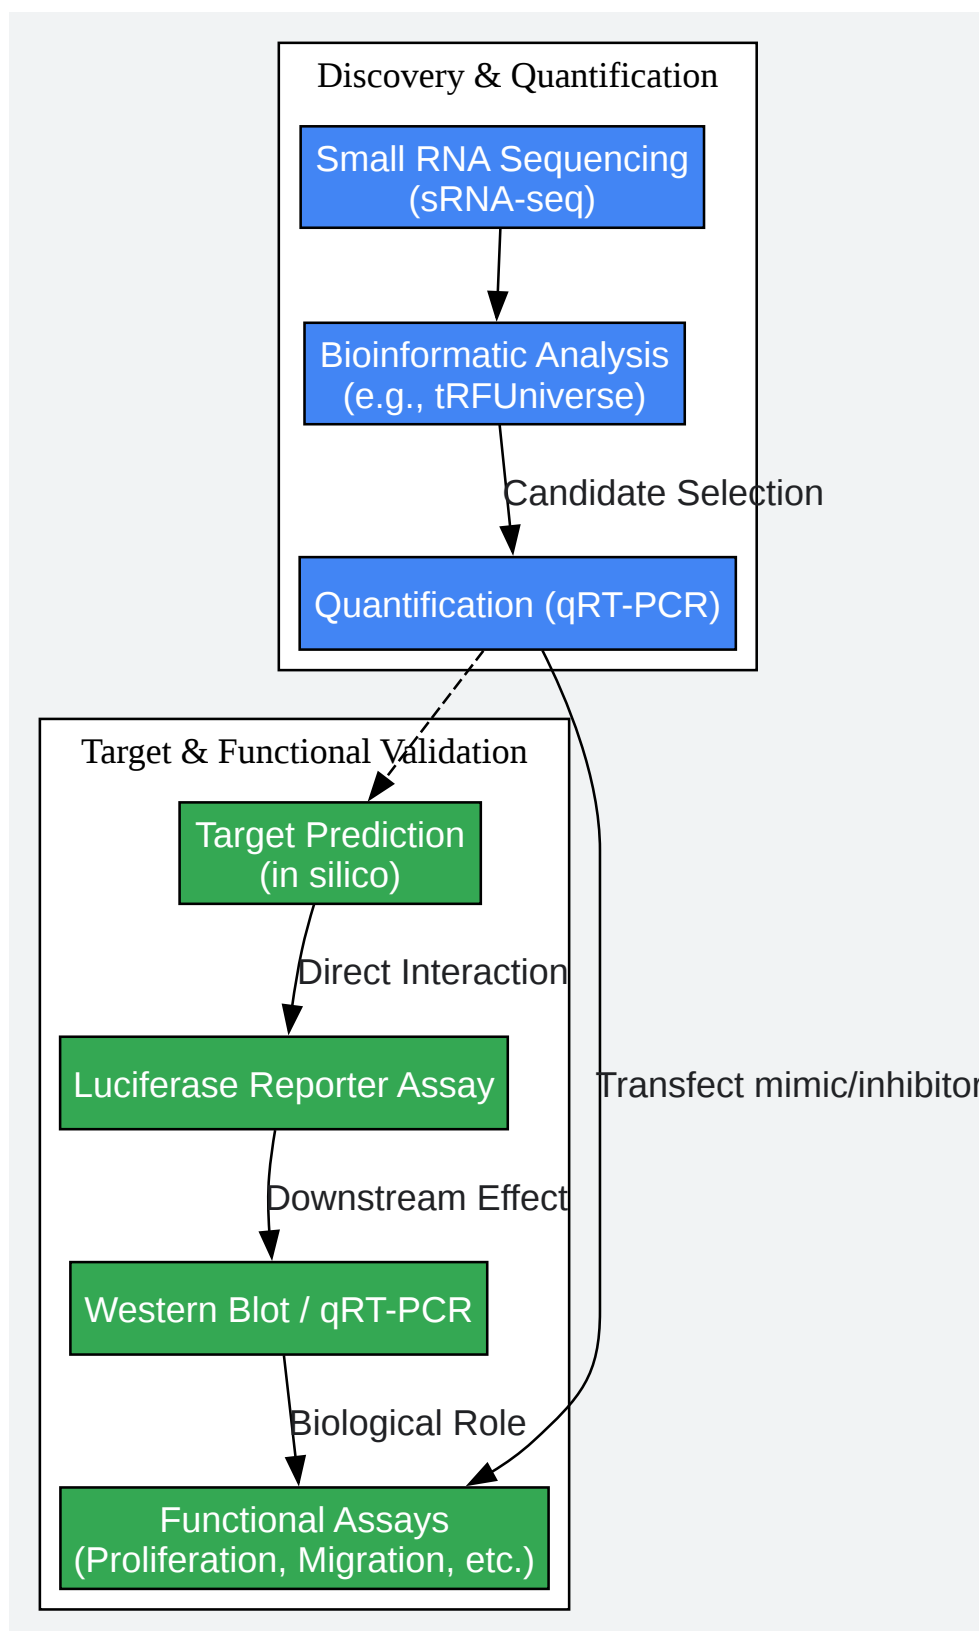 Discovery & Quantification
Small RNA Sequencing
(sRNA-seq)
Bioinformatic Analysis
(e.g., tRFUniverse)
Candidate Selection
Quantification (qRT-PCR)
Target & Functional Validation
Target Prediction
(in silico)
Direct Interaction
Luciferase Reporter Assay
Transfect mimic/inhibitor
Downstream Effect
Western Blot / qRT-PCR
Biological Role
Functional Assays
(Proliferation, Migration, etc.)